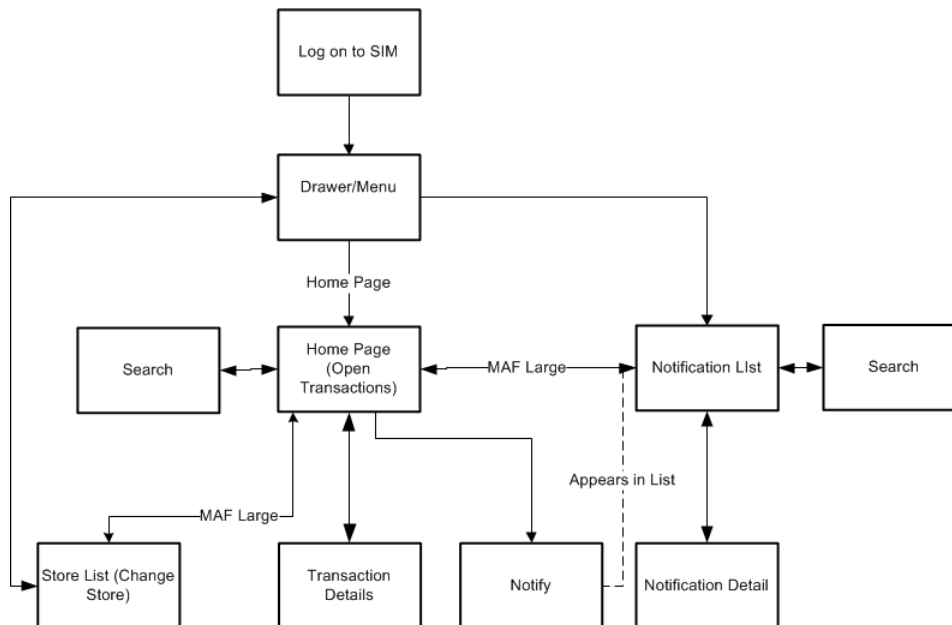 Log on to SIM
Drawer/Menu
Home Page
Search
Home Page
(Open
Transactions)
MAF Large
Notification LIst
Search
Appears in List
MAF Large
Store List (Change
Store)
Transaction
Details
Notify
Notification Detail